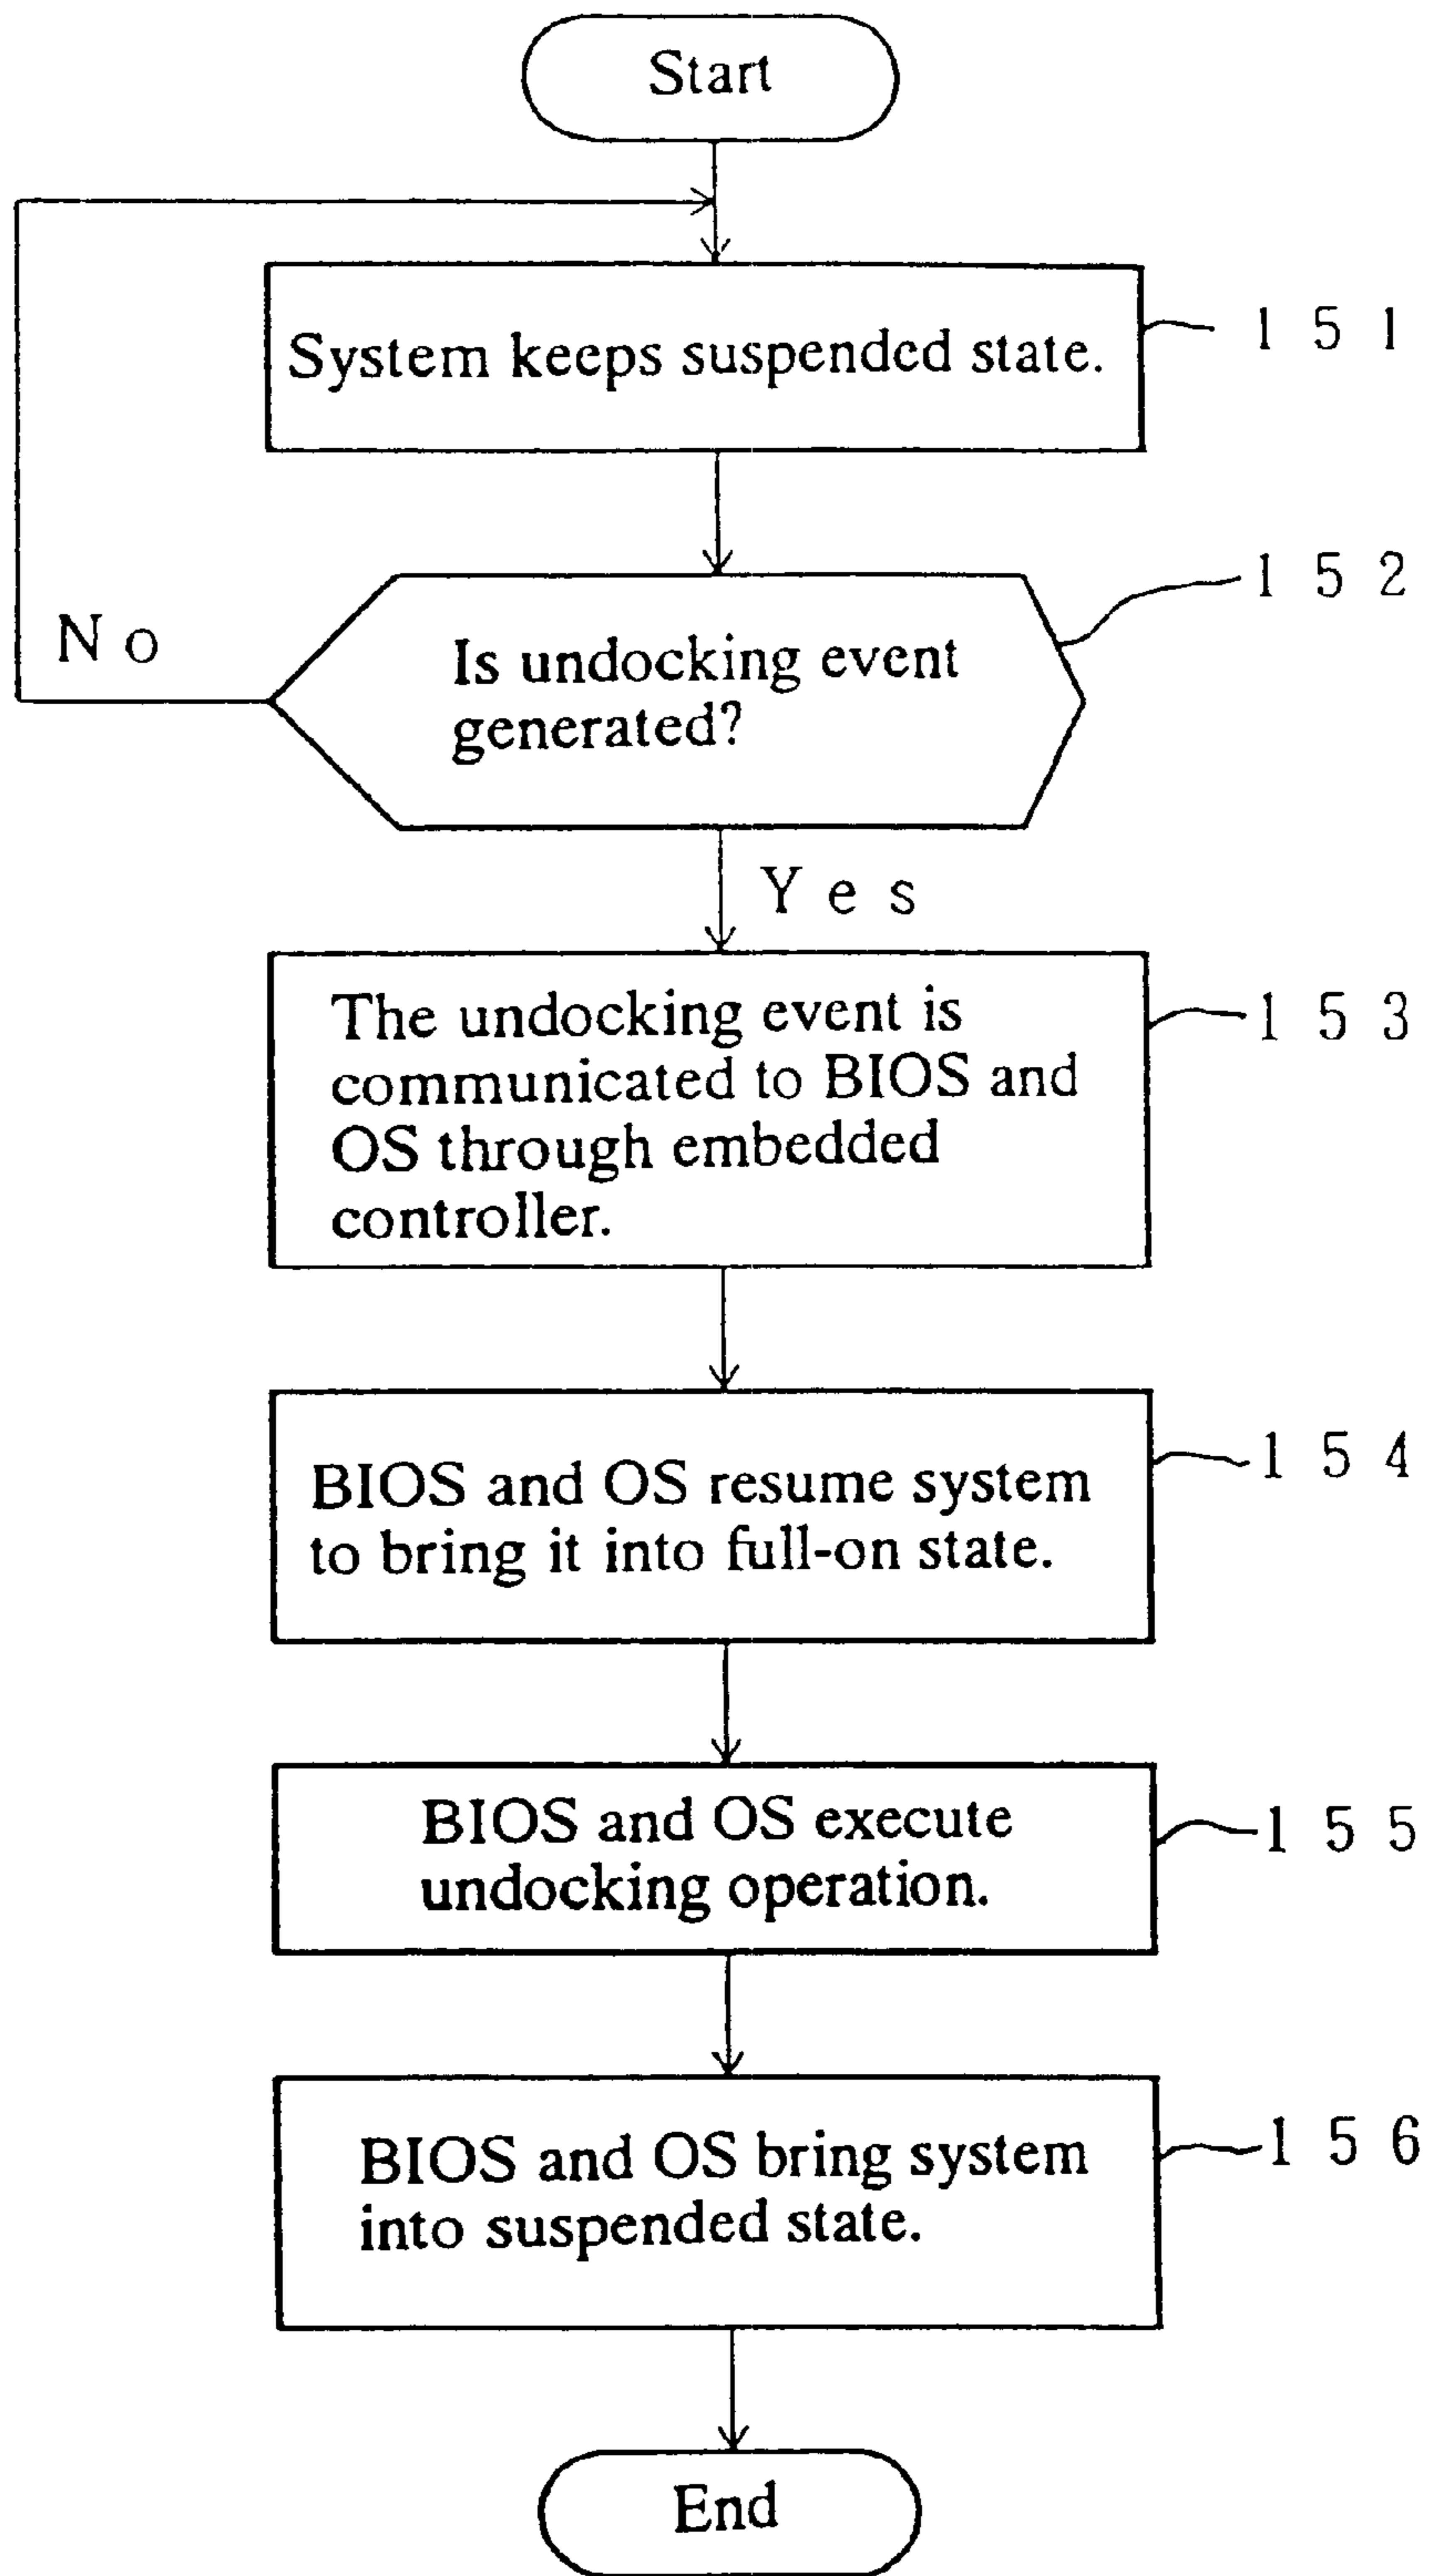 Start
System keeps suspended state.
151
152
No
Is undocking event
generated?
Yes
The undocking event is
communicated to BIOS and
OS through embedded
controller.
153
BIOS and OS resume system
to bring it into full-on state.
154
BIOS and OS execute
undocking operation.
155
BIOS and OS bring system
into suspended state.
156
End